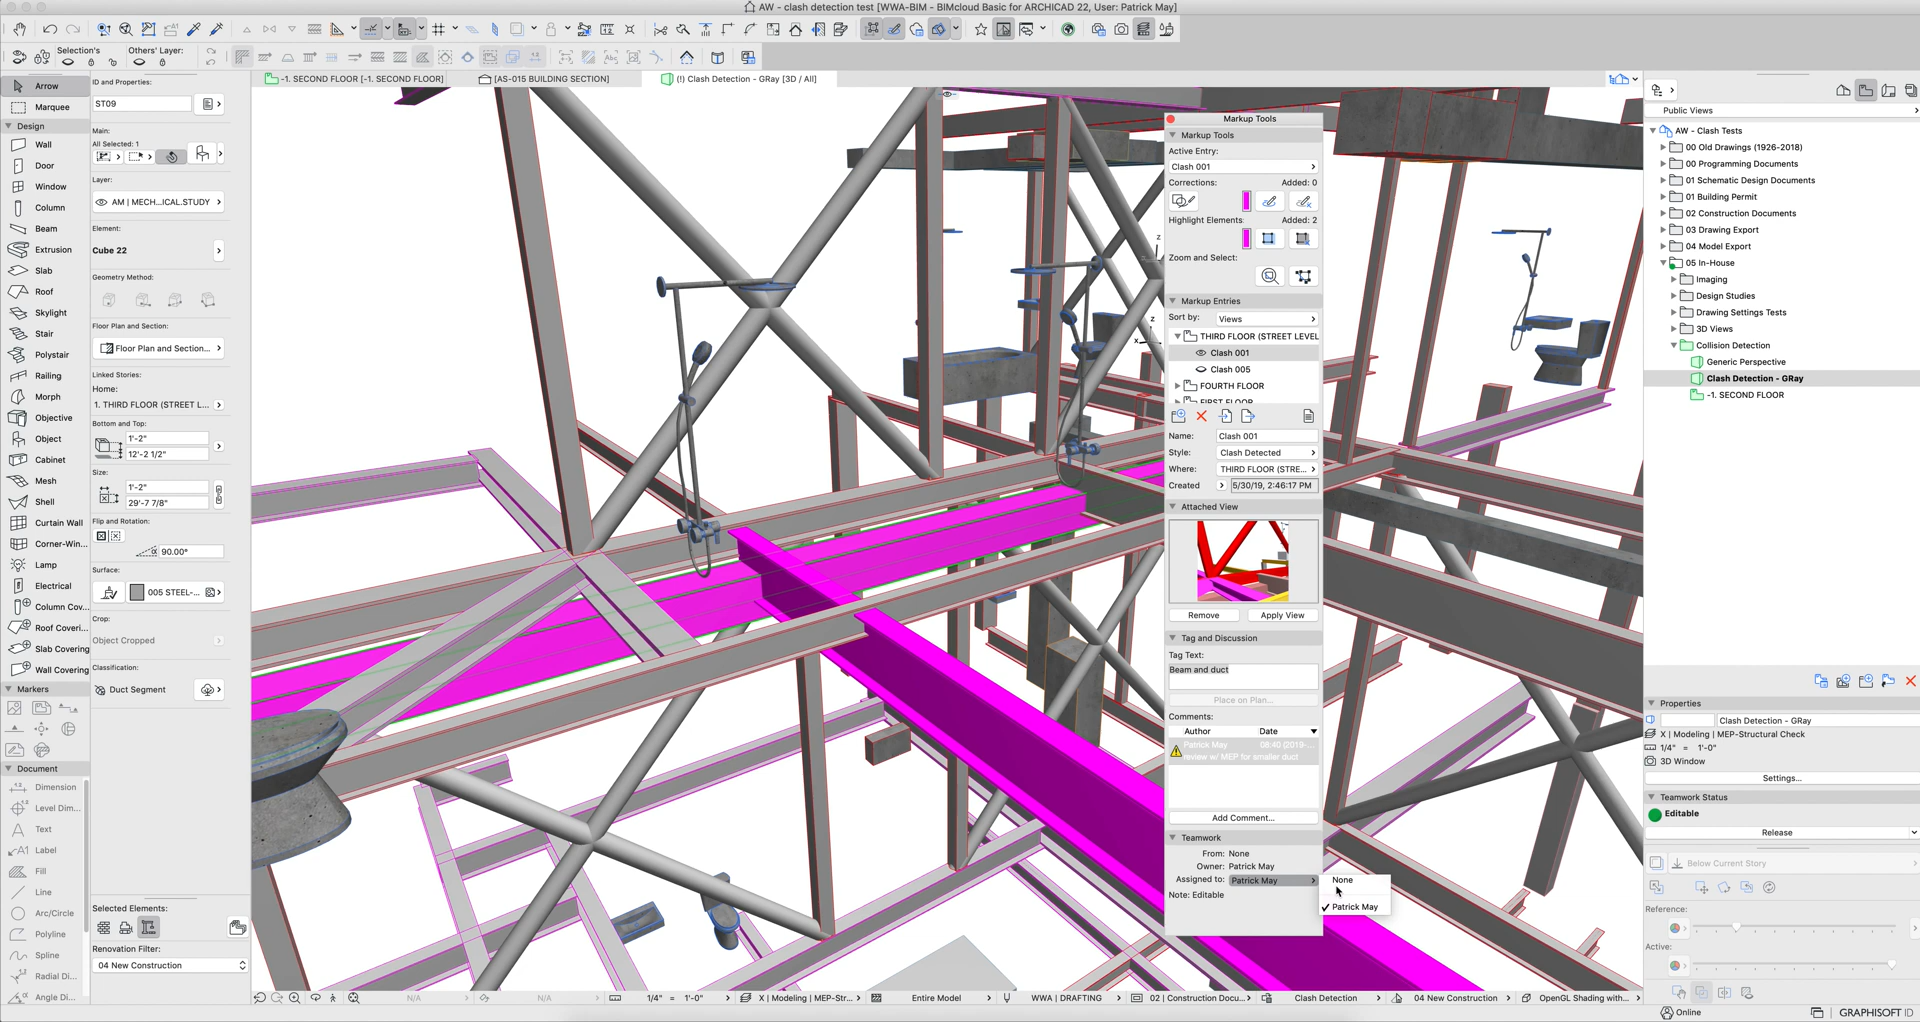 AW - clash detection test [WWA-BIM - BIMcloud Basic for ARCHICAD 22, User: Patrick May]
Selection's
Others' Layer:
-1. SECOND FLOOR [-1. SECOND FLOOR]
[AS-015 BUILDING SECTION]
(!) Clash Detection - GRay [3D / All]
Arrow
Marquee
Design
Wall
Door
Window
Column
Beam
Extrusion
Slab
Roof
Skylight
Stair
Polystair
Railing
Morph
Objective
Object
Cabinet
Mesh
Shell
Curtain Wall
Corner-Win...
Lamp
Electrical
Column Cov...
Roof Coveri...
Slab Covering
Wall Covering
Markers
Document
Dimension
Level Dim...
Text
A1 Label
Fill
Line
Arc/Circle
Polyline
Spline
Radial Di...
Angle Di...
ID and Properties:
ST09
Main:
All Selected: 1
Layer:
AM | MECH...ICAL.STUDY
Element:
Cube 22
Geometry Method:
Floor Plan and Section:
Floor Plan and Section...
Linked Stories:
Home:
1. THIRD FLOOR (STREET L...
Bottom and Top:
1'-2"
12'-2 1/2"
Size:
1'-2"
29'-7 7/8"
Flip and Rotation:
90.00°
Surface:
005 STEEL-...
Crop:
Object Cropped
Classification:
Duct Segment
Selected Elements:
Renovation Filter:
04 New Construction
z
z
x
Markup Tools
Markup Tools
Active Entry:
Clash 001
Corrections:
Added: 0
Highlight Elements:
Added: 2
Zoom and Select:
Markup Entries
Sort by:
Views
THIRD FLOOR (STREET LEVEL
Clash 001
Clash 005
FOURTH FLOOR
FIRST FLOOR
Name:
Clash 001
Style:
Clash Detected
Where:
THIRD FLOOR (STRE...
Created
5/30/19, 2:46:17 PM
Attached View
Remove
Apply View
Tag and Discussion
Tag Text:
Beam and duct
Place on Plan...
Comments:
Author
Date
Patrick May
08:40 (2019-...
review w/ MEP for smaller duct
Add Comment...
Teamwork
From: None
Owner: Patrick May
Assigned to: Patrick May
Note: Editable
None
Patrick May
Public Views
AW - Clash Tests
00 Old Drawings (1926-2018)
00 Programming Documents
01 Schematic Design Documents
01 Building Permit
02 Construction Documents
03 Drawing Export
04 Model Export
05 In-House
Imaging
Design Studies
Drawing Settings Tests
3D Views
Collision Detection
Generic Perspective
Clash Detection - GRay
-1. SECOND FLOOR
Properties
Clash Detection - GRay
X | Modeling | MEP-Structural Check
1/4" = 1'-0"
3D Window
Settings...
Teamwork Status
Editable
Release
Below Current Story
Reference:
Active:
N/A
N/A
1/4" = 1'-0"
X | Modeling | MEP-Str...
Entire Model
WWA | DRAFTING
02 | Construction Docu...
Clash Detection
04 New Construction
OpenGL Shading with...
Online
GRAPHISOFT ID